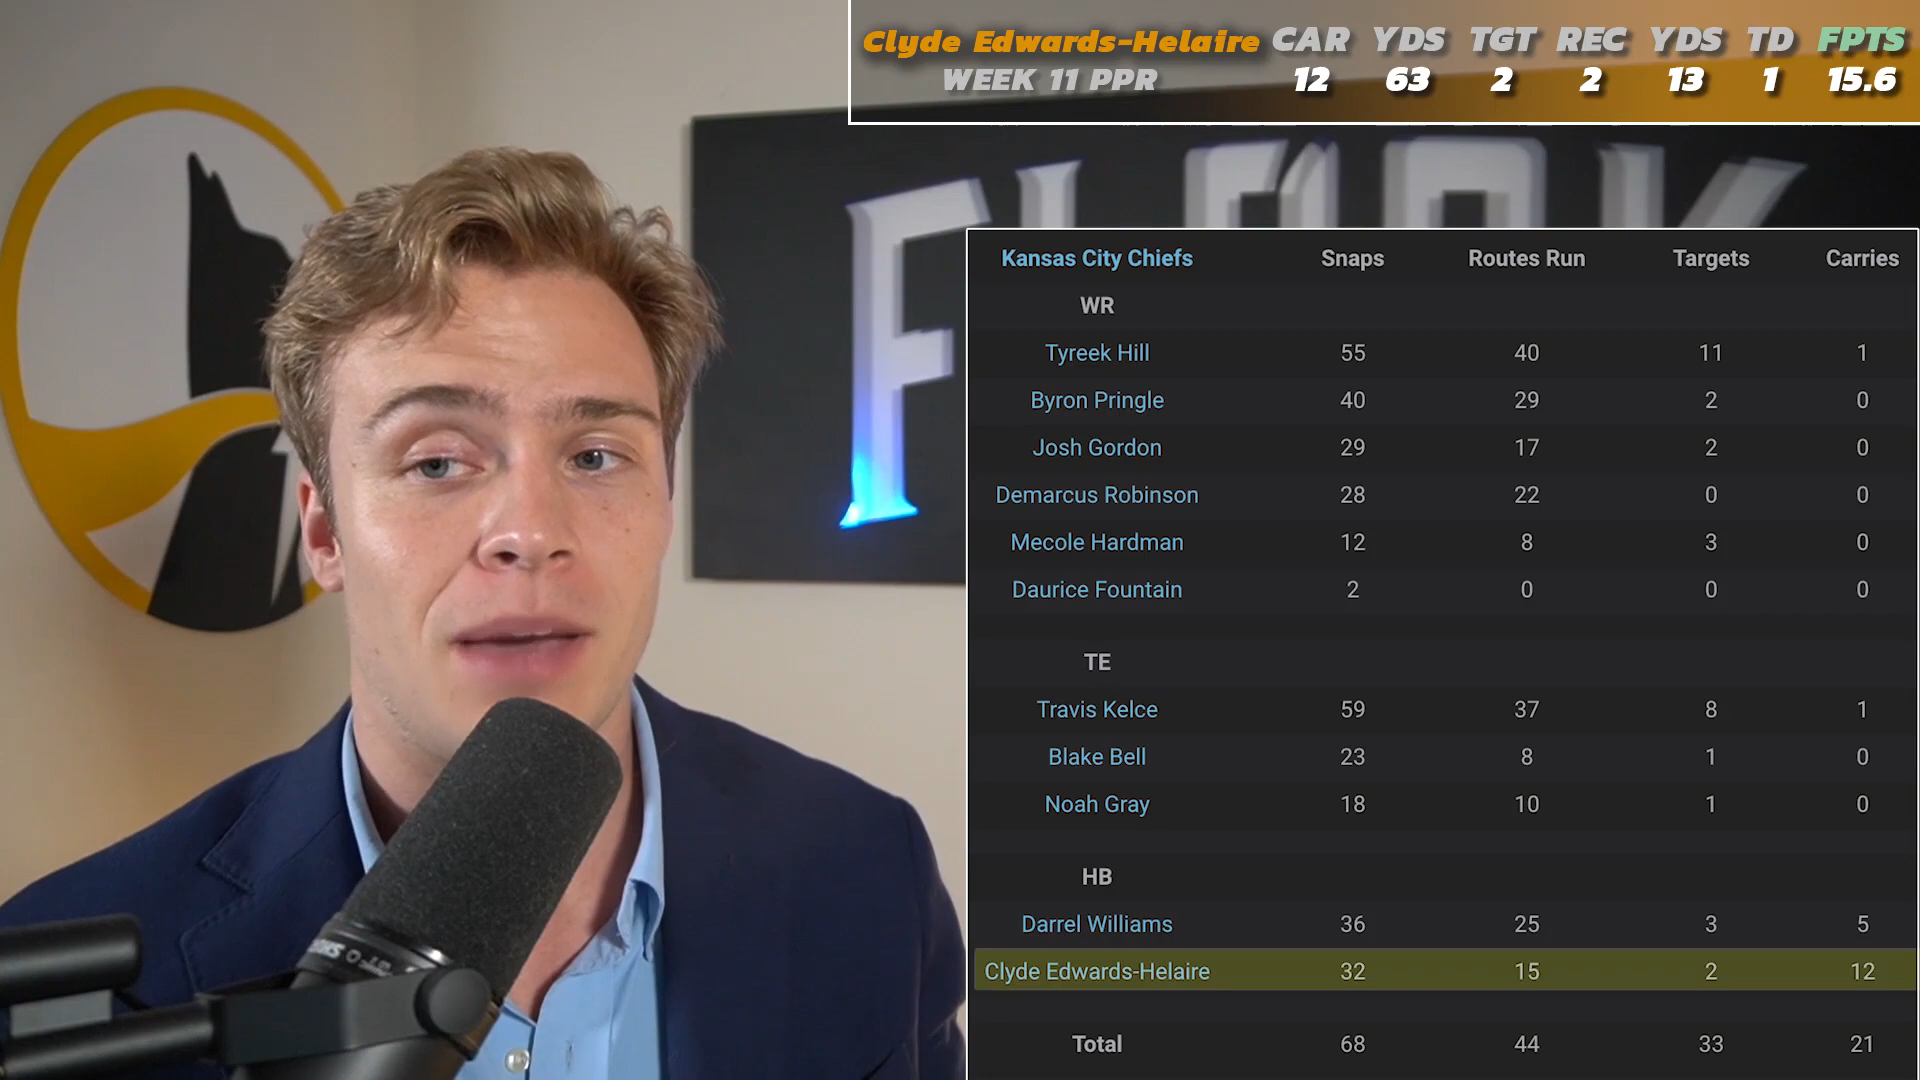 Clyde Edwards-Helaire CAR YDS TGT REC YDS TD FPTS
WEEK 11 PPR 12 63 2 2 13 1 15.6
Kansas City Chiefs Snaps Routes Run Targets Carries
WR
Tyreek Hill 55 40 11 1
Byron Pringle 40 29 2 0
Josh Gordon 29 17 2 0
Demarcus Robinson 28 22 0 0
Mecole Hardman 12 8 3 0
Daurice Fountain 2 0 0 0
TE
Travis Kelce 59 37 8 1
Blake Bell 23 8 1 0
Noah Gray 18 10 1 0
HB
Darrel Williams 36 25 3 5
Clyde Edwards-Helaire 32 15 2 12
Total 68 44 33 21